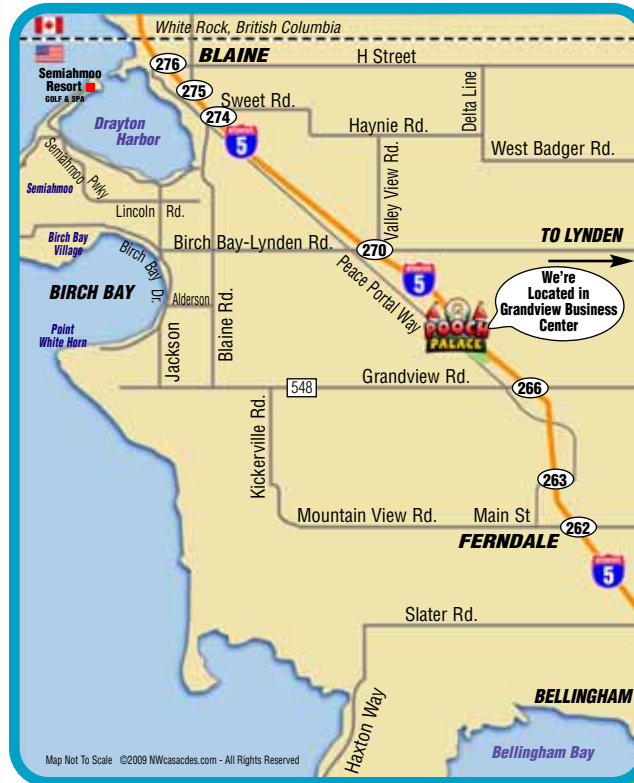 White Rock, British Columbia
276
BLAINE
H Street
Semiahmoo
Resort
GOLF & SPA
275
274
Sweet Rd.
Delta Line
Drayton
Harbor
Haynie Rd.
5
West Badger Rd.
Semiahmoo Pkwy
Semiahmoo
Valley View Rd.
Lincoln Rd.
Birch Bay
Village
Birch Bay Dr.
Birch Bay-Lynden Rd.
270
TO LYNDEN
Peace Portal Way
5
We're
Located in
Grandview Business
Center
BIRCH BAY
Alderson
Blaine Rd.
POOCH
PALACE
Point
White Horn
Jackson
548
Grandview Rd.
266
Kickerville Rd.
263
Mountain View Rd.
Main St
262
FERNDALE
5
Slater Rd.
BELLINGHAM
Haxton Way
Bellingham Bay
Map Not To Scale ©2009 NWcasacdes.com - All Rights Reserved